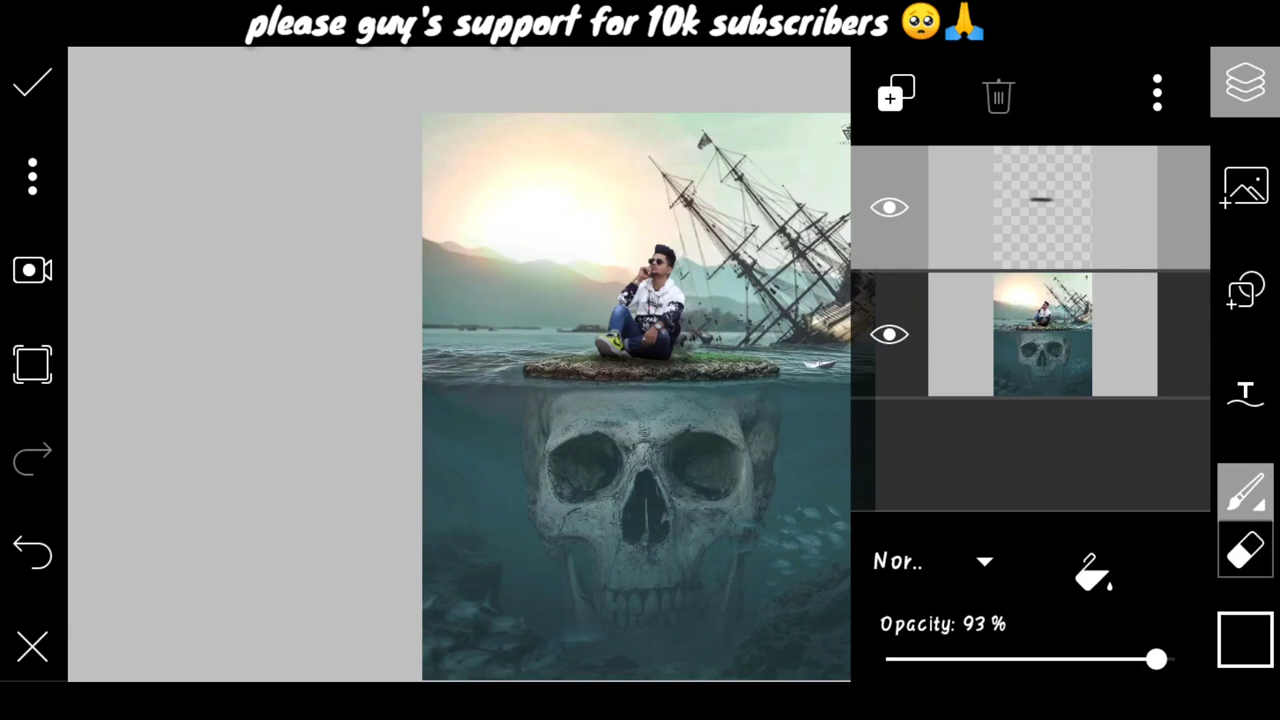 please guy's support for 10k subscribers 🥺🙏
T
Nor..
Opacity: 93 %